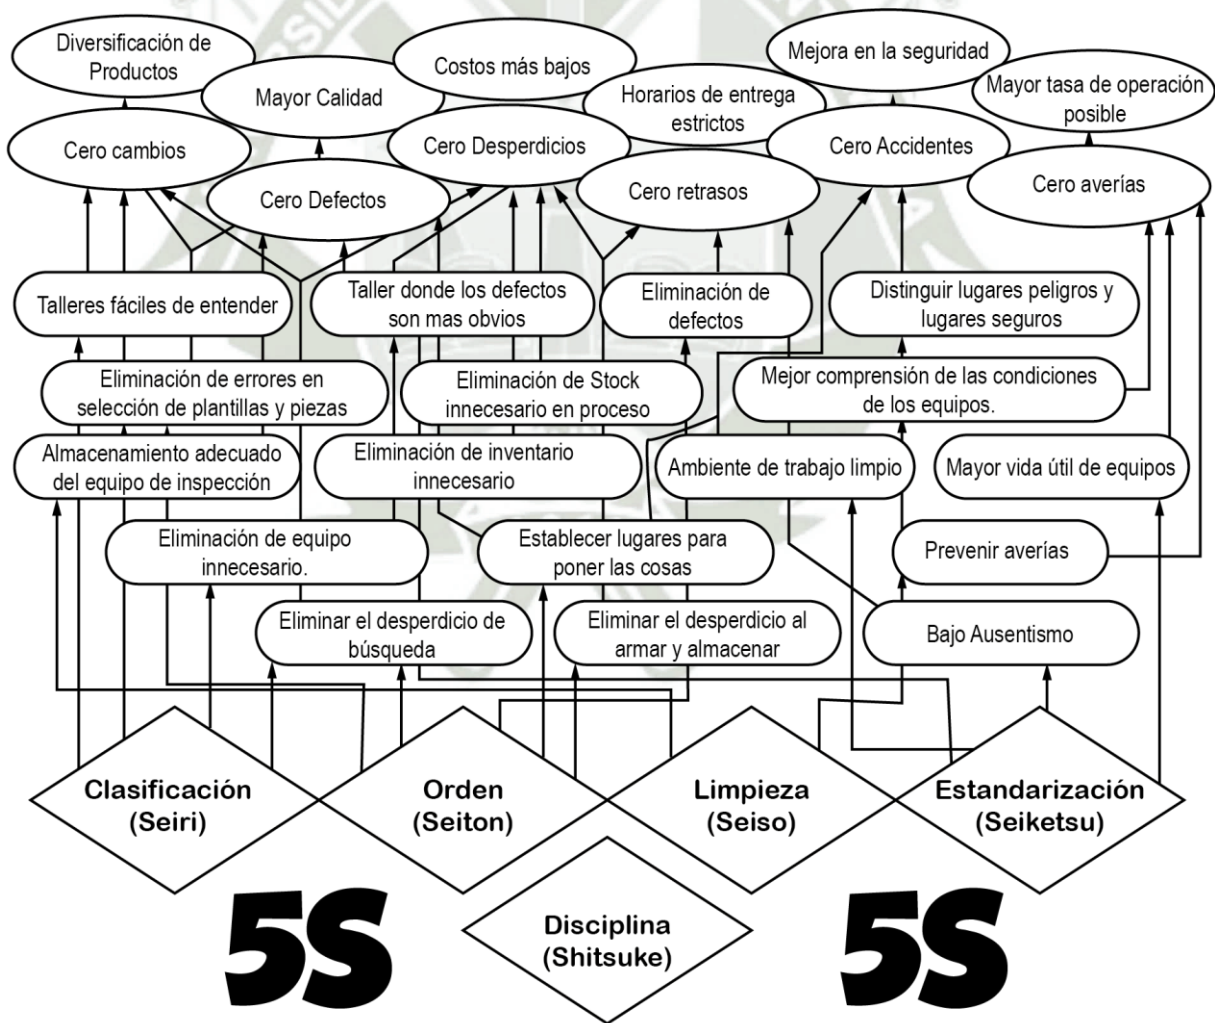 Diversificación de
Productos
Mayor Calidad
Costos más bajos
Horarios de entrega
estrictos
Mejora en la seguridad
Mayor tasa de operación
posible
Cero cambios
Cero Defectos
Cero Desperdicios
Cero retrasos
Cero Accidentes
Cero averías
Talleres fáciles de entender
Taller donde los defectos
son mas obvios
Eliminación de
defectos
Distinguir lugares peligros y
lugares seguros
Eliminación de errores en
selección de plantillas y piezas
Eliminación de Stock
innecesario en proceso
Mejor comprensión de las condiciones
de los equipos.
Almacenamiento adecuado
del equipo de inspección
Eliminación de inventario
innecesario
Ambiente de trabajo limpio
Mayor vida útil de equipos
Eliminación de equipo
innecesario.
Establecer lugares para
poner las cosas
Prevenir averías
Eliminar el desperdicio de
búsqueda
Eliminar el desperdicio al
armar y almacenar
Bajo Ausentismo
Clasificación
(Seiri)
Orden
(Seiton)
Limpieza
(Seiso)
Estandarización
(Seiketsu)
Disciplina
(Shitsuke)
5S
5S